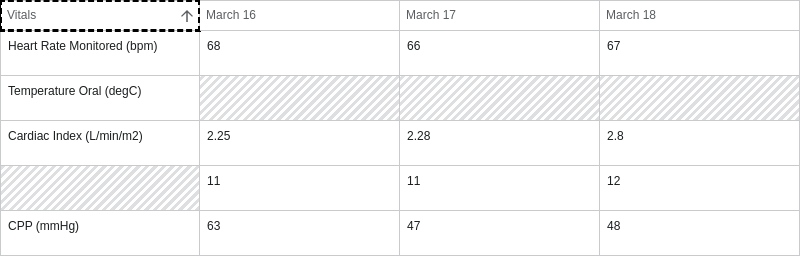 Vitals March 16 March 17 March 18
Heart Rate Monitored (bpm) 68 66 67
Temperature Oral (degC)
Cardiac Index (L/min/m2) 2.25 2.28 2.8
11 11 12
CPP (mmHg) 63 47 48